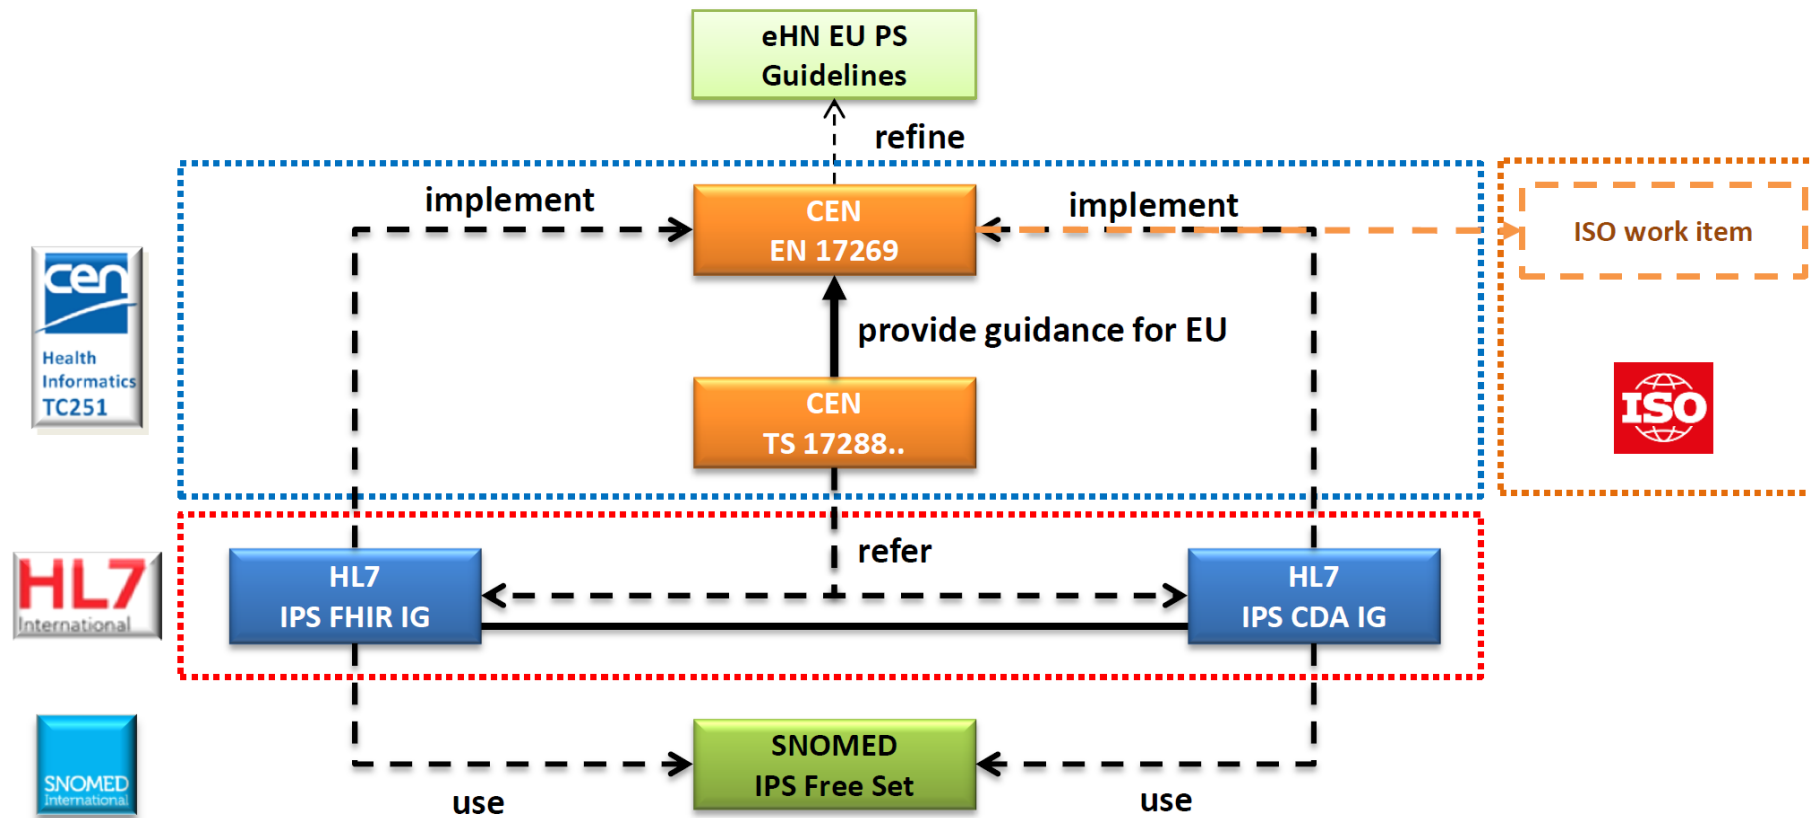 eHN EU PS
Guidelines
refine
implement
CEN
EN 17269
implement
ISO work item
cen
Health
Informatics
TC251
provide guidance for EU
CEN
TS 17288..
ISO
refer
HL7
International
HL7
IPS FHIR IG
HL7
IPS CDA IG
SNOMED
International
SNOMED
IPS Free Set
use
use